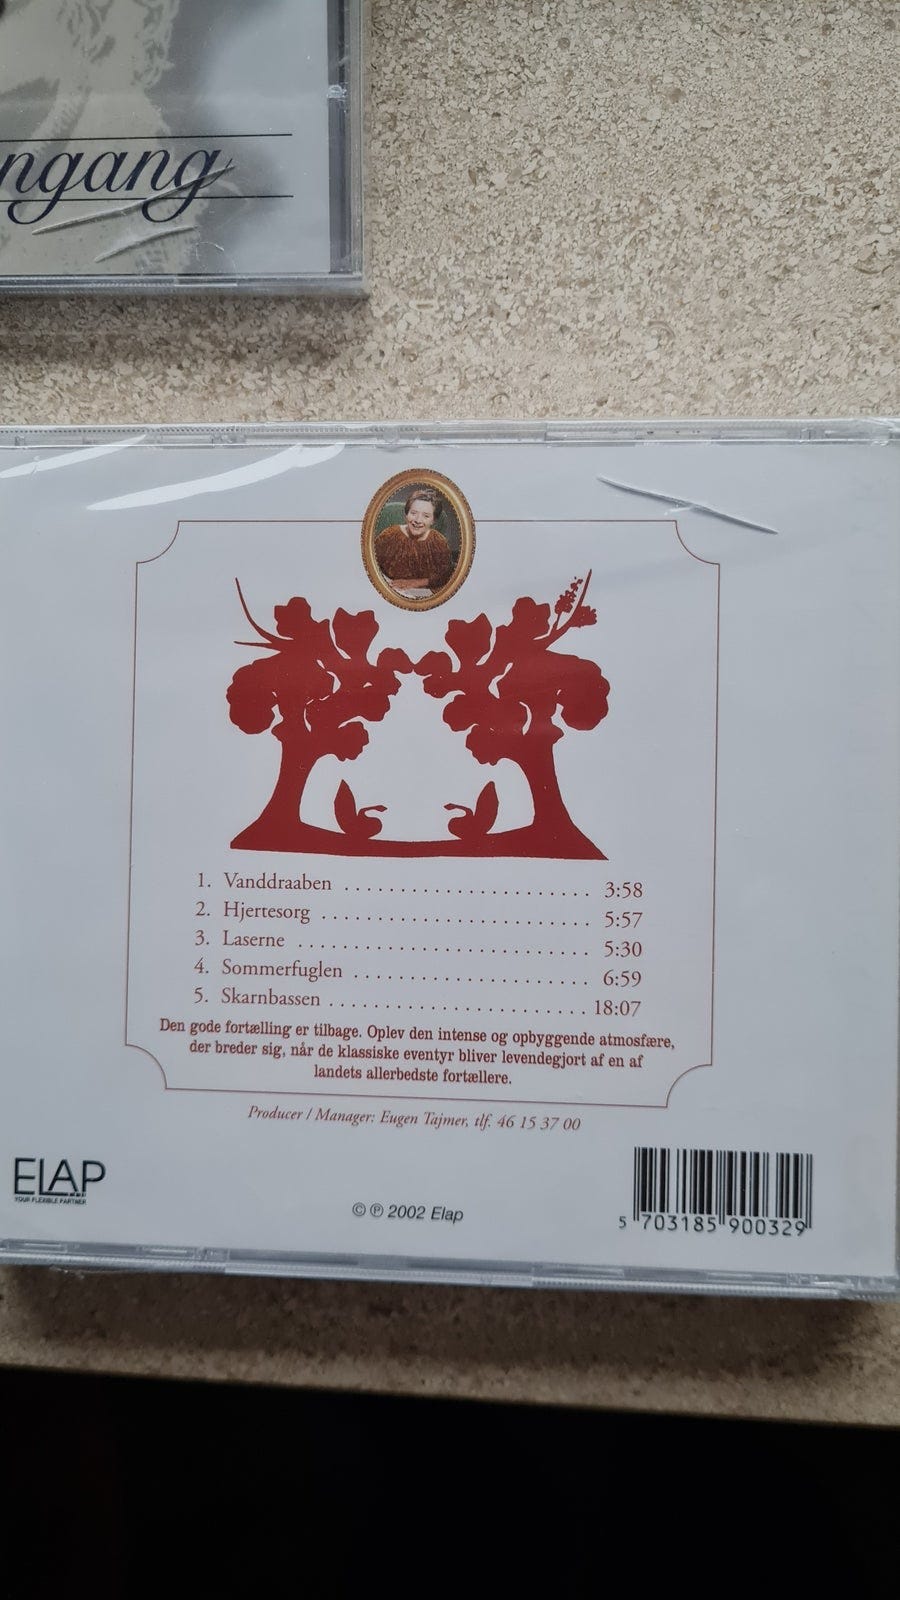 ngang
1. Vanddraaben ....................... 3:58
2. Hjertesorg .......................... 5:57
3. Laserne ............................ 5:30
4. Sommerfuglen ....................... 6:59
5. Skarnbassen ........................ 18:07
Den gode fortælling er tilbage. Oplev den intense og opbyggende atmosfære,
der breder sig, når de klassiske eventyr bliver levendegjort af en af
landets allerbedste fortællere.
Producer / Manager: Eugen Tajmer, tlf. 46 15 37 00
ELAP
YOUR FLEXIBLE PARTNER
© ℗ 2002 Elap
5 703185 900329